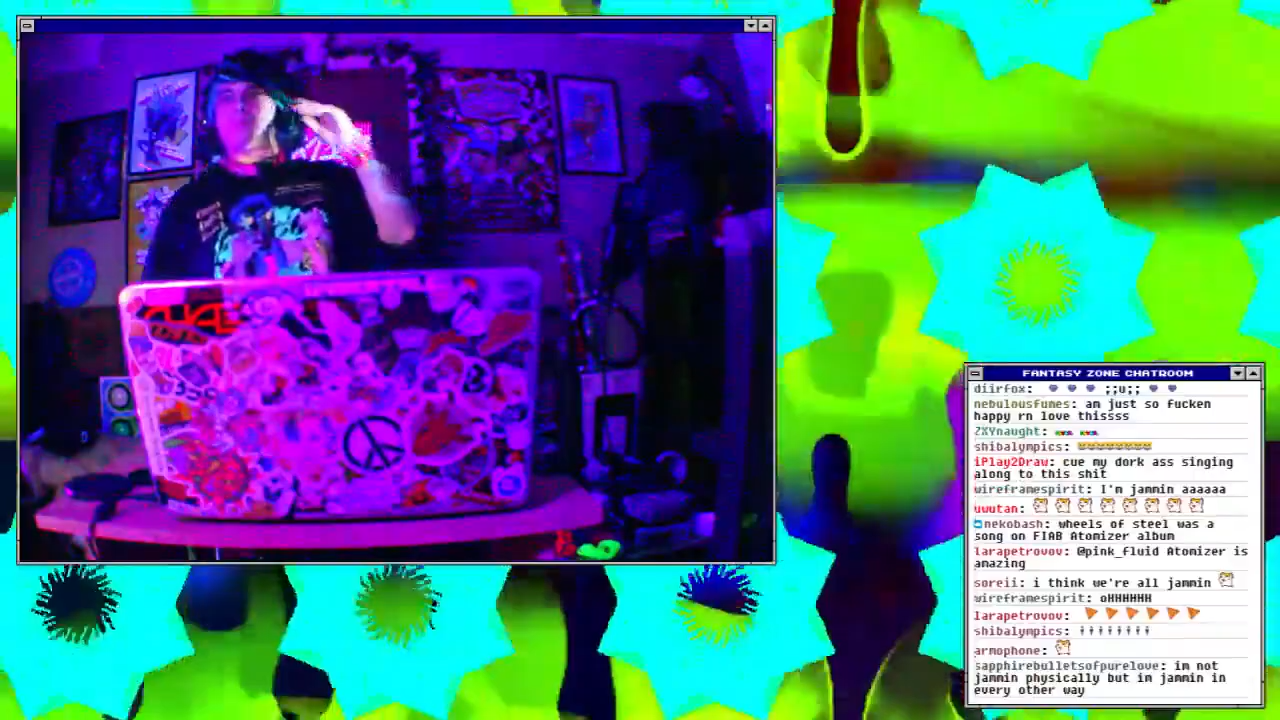 FANTASY ZONE CHATROOM
diirfox: ;;u;;
nebulousfumes: am just so fucken
happy rn love thissss
ZXYnaught:
shibalympics:
iPlay2Draw: cue my dork ass singing
along to this shit
wireframespirit: I'm jammin aaaaaa
uwutan:
nekobash: wheels of steel was a
song on FIAB Atomizer album
larapetrovov: @pink_fluid Atomizer is
amazing
soreii: i think we're all jammin
wireframespirit: oHHHHHH
larapetrovov:
shibalympics:
armophone:
sapphirebulletsofpurelove: im not
jammin physically but im jammin in
every other way